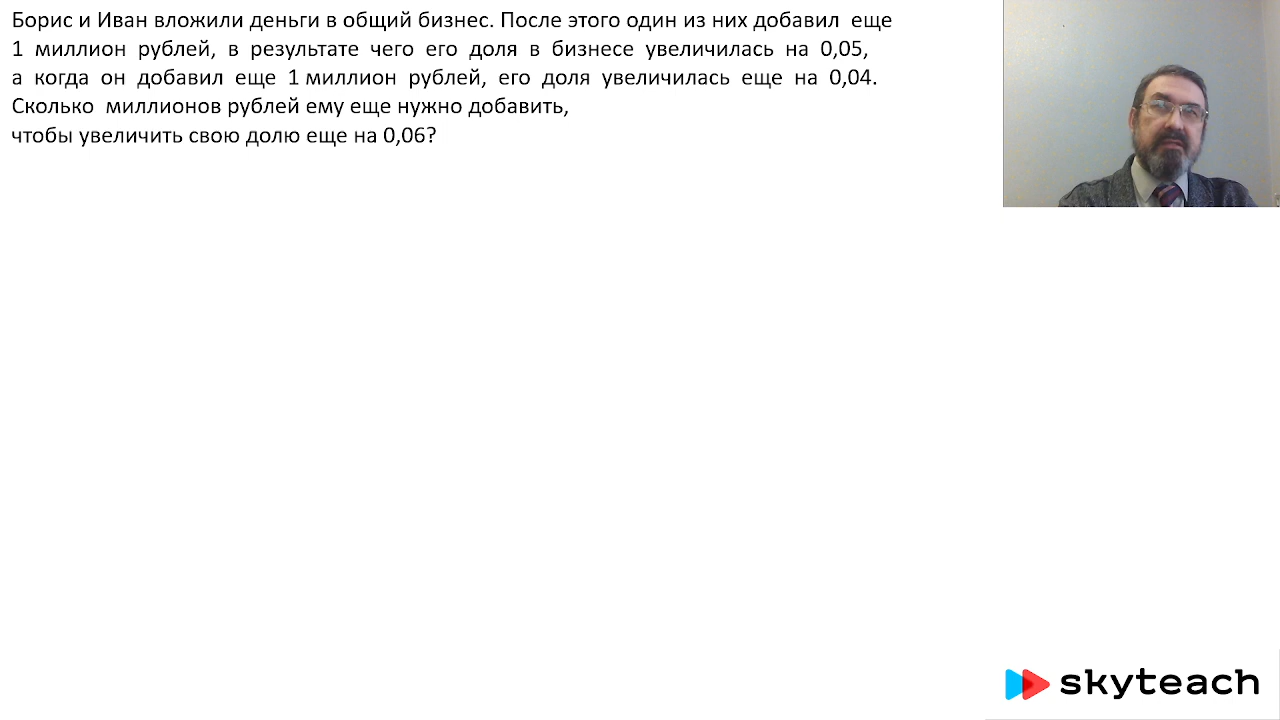 Борис и Иван вложили деньги в общий бизнес. После этого один из них добавил еще
1 миллион рублей, в результате чего его доля в бизнесе увеличилась на 0,05,
а когда он добавил еще 1 миллион рублей, его доля увеличилась еще на 0,04.
Сколько миллионов рублей ему еще нужно добавить,
чтобы увеличить свою долю еще на 0,06?
skyteach